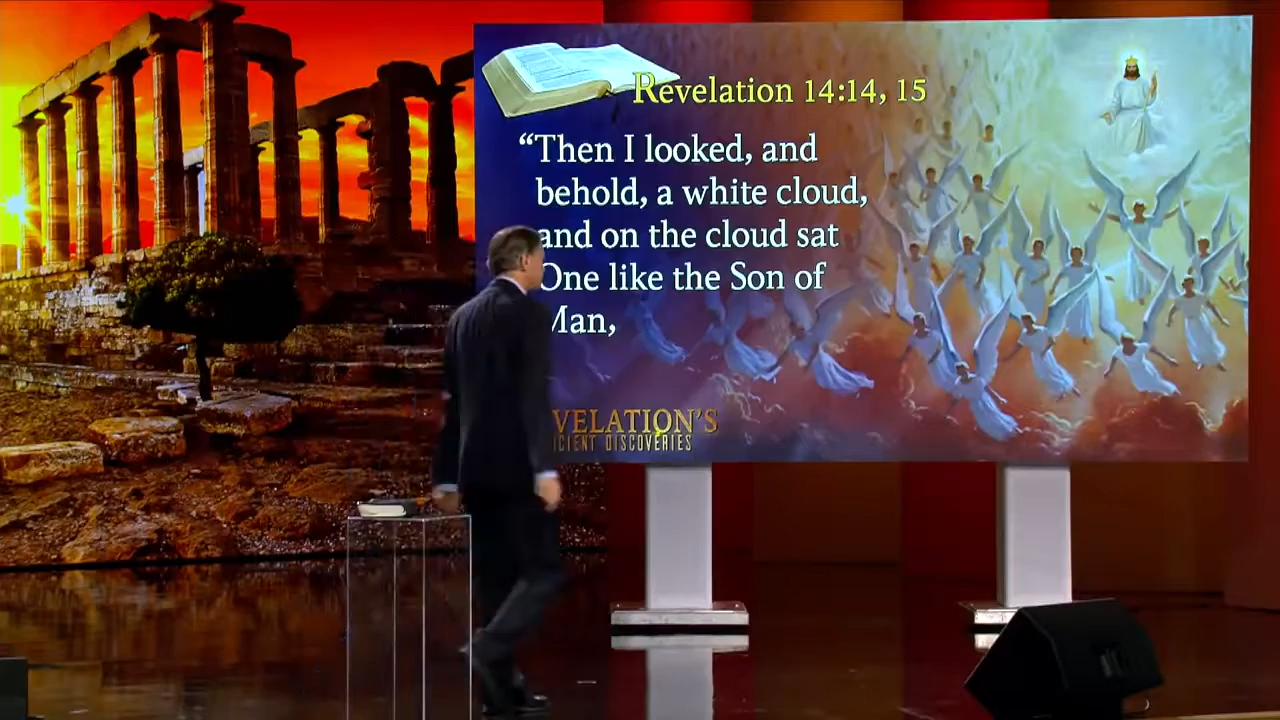 Revelation 14:14, 15
“Then I looked, and
behold, a white cloud,
and on the cloud sat
One like the Son of
Man,
VELATION'S
CIENT DISCOVERIES